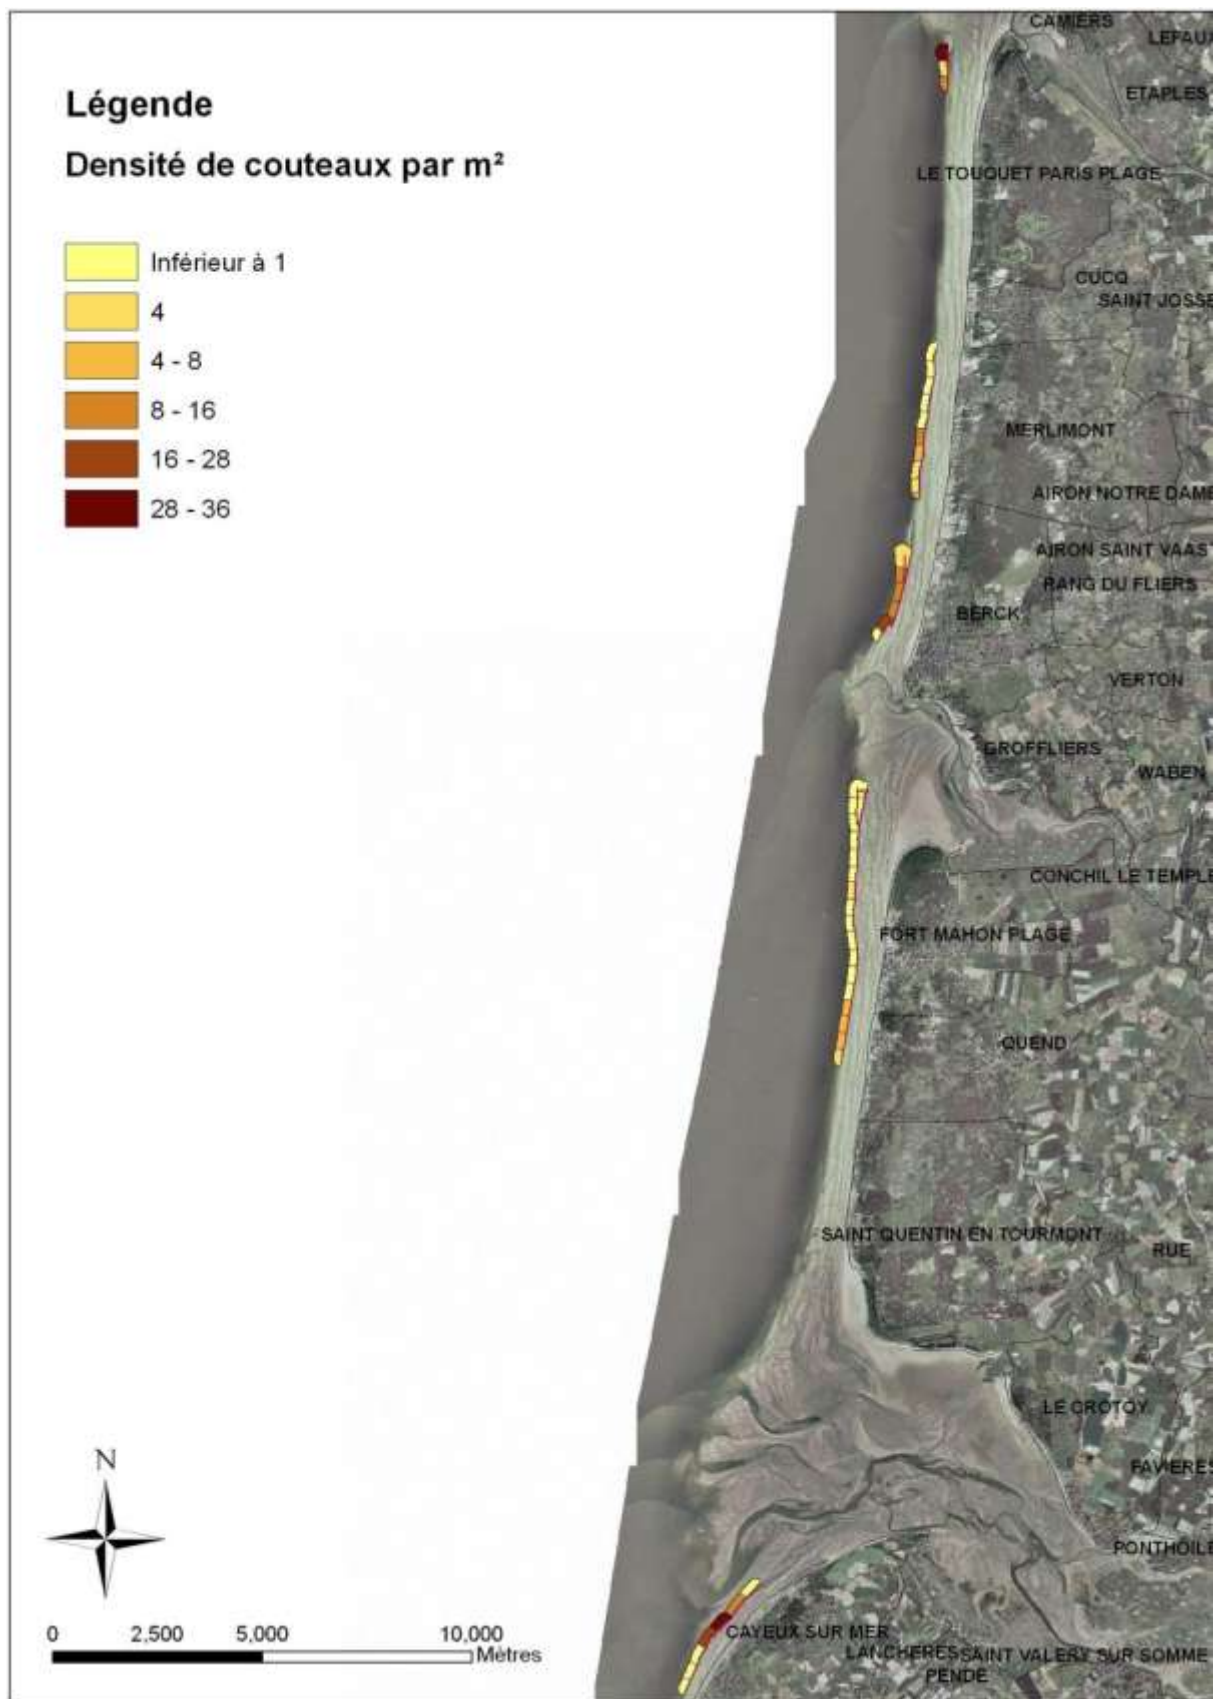 CAMIERS
LEFAUX
Légende
ETAPLES
Densité de couteaux par m²
LE TOUQUET PARIS PLAGE
Inférieur à 1
CUCQ
SAINT JOSSE
4
4 - 8
8 - 16
MERLIMONT
16 - 28
AIRON NOTRE DAME
28 - 36
AIRON SAINT VAAST
RANG DU FLIERS
BERCK
VERTON
GROFFLIERS
WABEN
CONCHIL LE TEMPLE
FORT MAHON PLAGE
QUEND
SAINT QUENTIN EN TOURMONT
RUE
LE CROTOY
N
FAVIERES
PONTHOILE
0 2,500 5,000 10,000
Mètres
CAYEUX SUR MER
LANCHERES SAINT VALERY SUR SOMME
PENDE